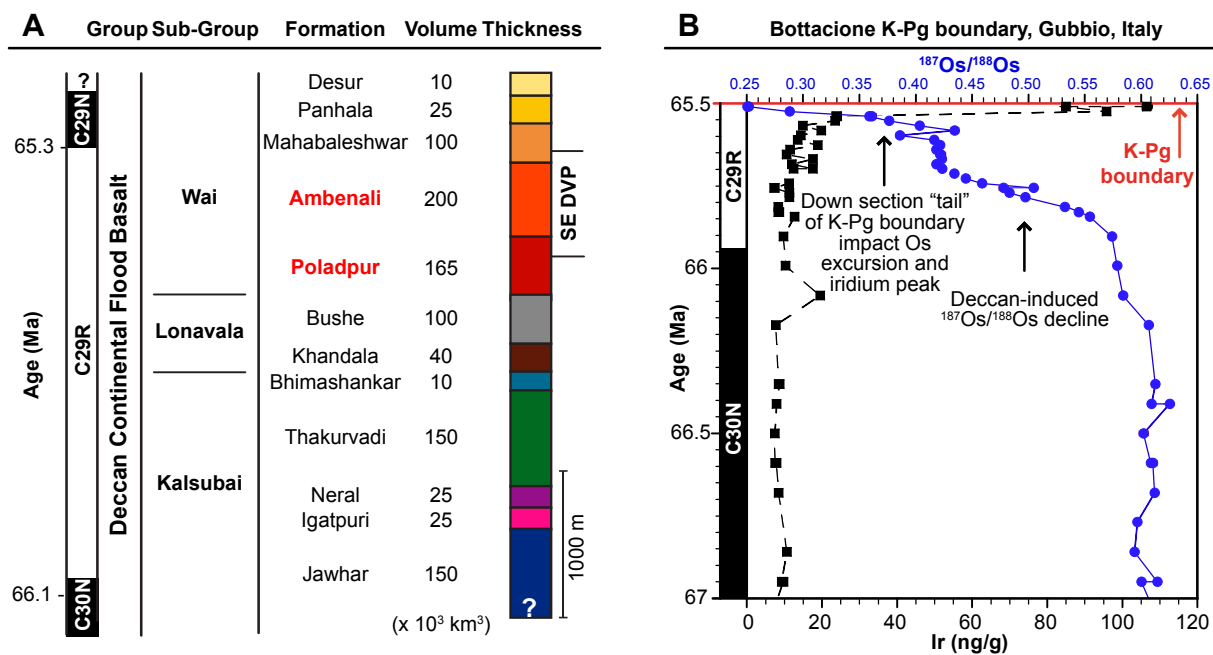 A
Group Sub-Group Formation Volume Thickness
?
C29N
65.3
Age (Ma)
C29R
66.1
C30N
Deccan Continental Flood Basalt
Wai
Lonavala
Kalsubai
Desur 10
Panhala 25
Mahabaleshwar 100
Ambenali 200
Poladpur 165
Bushe 100
Khandala 40
Bhimashankar 10
Thakurvadi 150
Neral 25
Igatpuri 25
Jawhar 150
(x 10³ km³)
?
SE DVP
1000 m
B
Bottacione K-Pg boundary, Gubbio, Italy
¹⁸⁷Os/¹⁸⁸Os
0.25 0.30 0.35 0.40 0.45 0.50 0.55 0.60 0.65
65.5
66
66.5
67
Age (Ma)
C29R
C30N
K-Pg
boundary
Down section “tail”
of K-Pg boundary
impact Os
excursion and
iridium peak
Deccan-induced
¹⁸⁷Os/¹⁸⁸Os decline
0 20 40 60 80 100 120
Ir (ng/g)